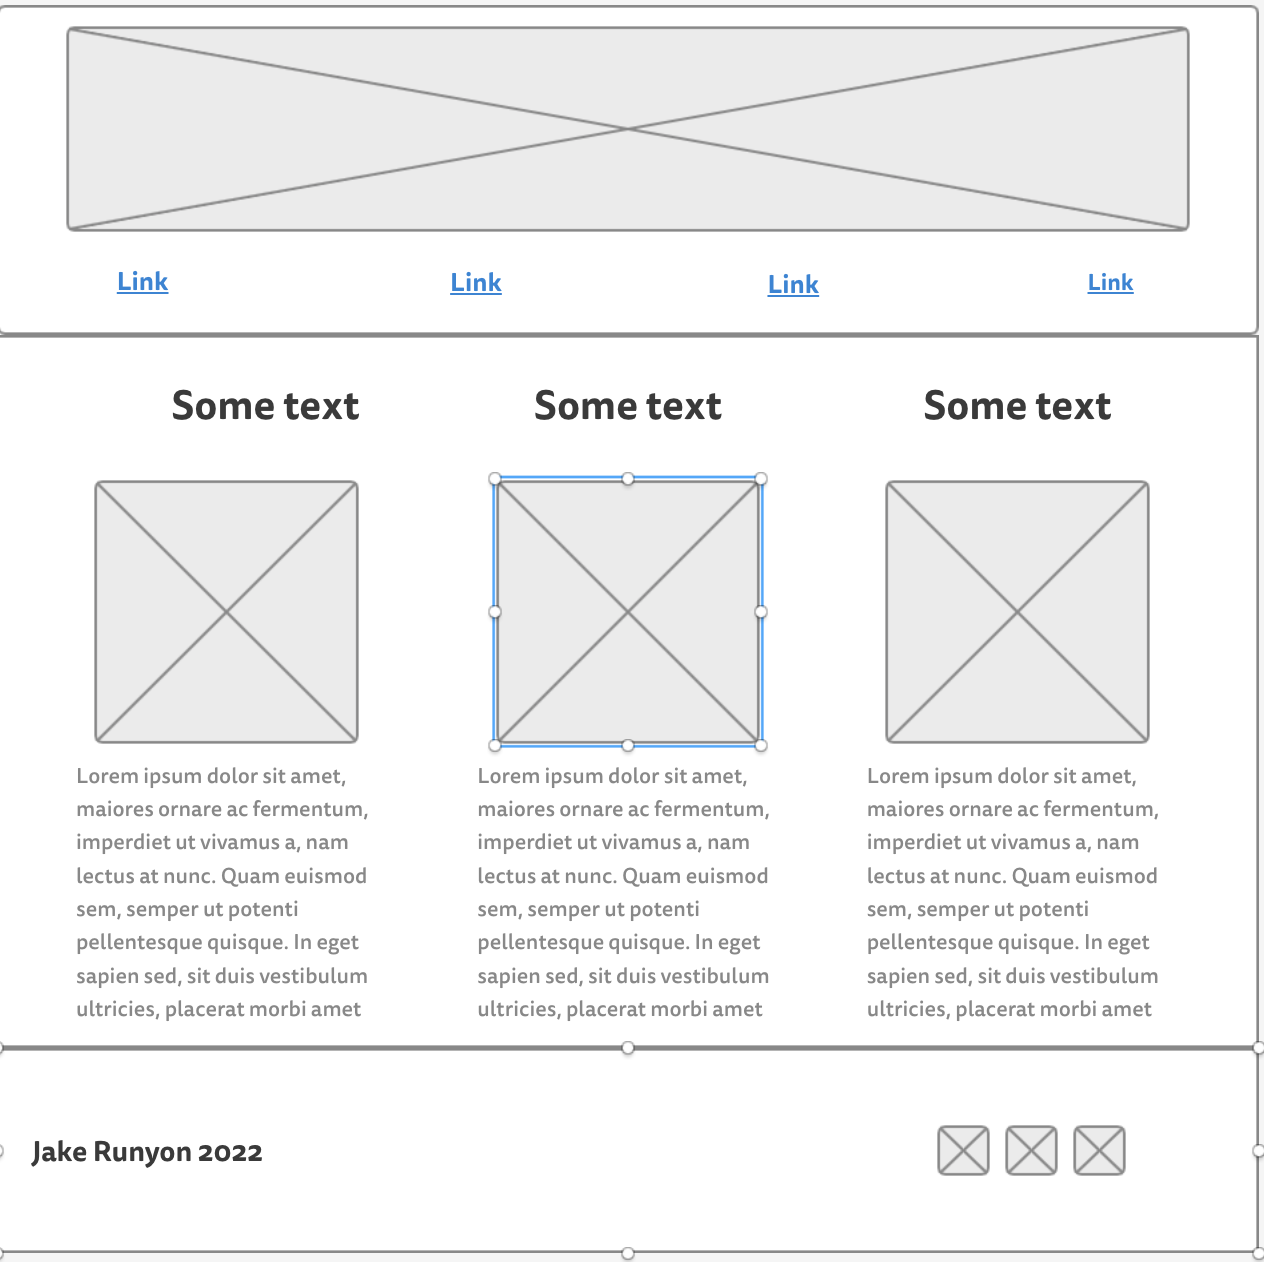 Link Link Link Link
Some text Some text Some text
Lorem ipsum dolor sit amet,
maiores ornare ac fermentum,
imperdiet ut vivamus a, nam
lectus at nunc. Quam euismod
sem, semper ut potenti
pellentesque quisque. In eget
sapien sed, sit duis vestibulum
ultricies, placerat morbi amet
Lorem ipsum dolor sit amet,
maiores ornare ac fermentum,
imperdiet ut vivamus a, nam
lectus at nunc. Quam euismod
sem, semper ut potenti
pellentesque quisque. In eget
sapien sed, sit duis vestibulum
ultricies, placerat morbi amet
Lorem ipsum dolor sit amet,
maiores ornare ac fermentum,
imperdiet ut vivamus a, nam
lectus at nunc. Quam euismod
sem, semper ut potenti
pellentesque quisque. In eget
sapien sed, sit duis vestibulum
ultricies, placerat morbi amet
Jake Runyon 2022